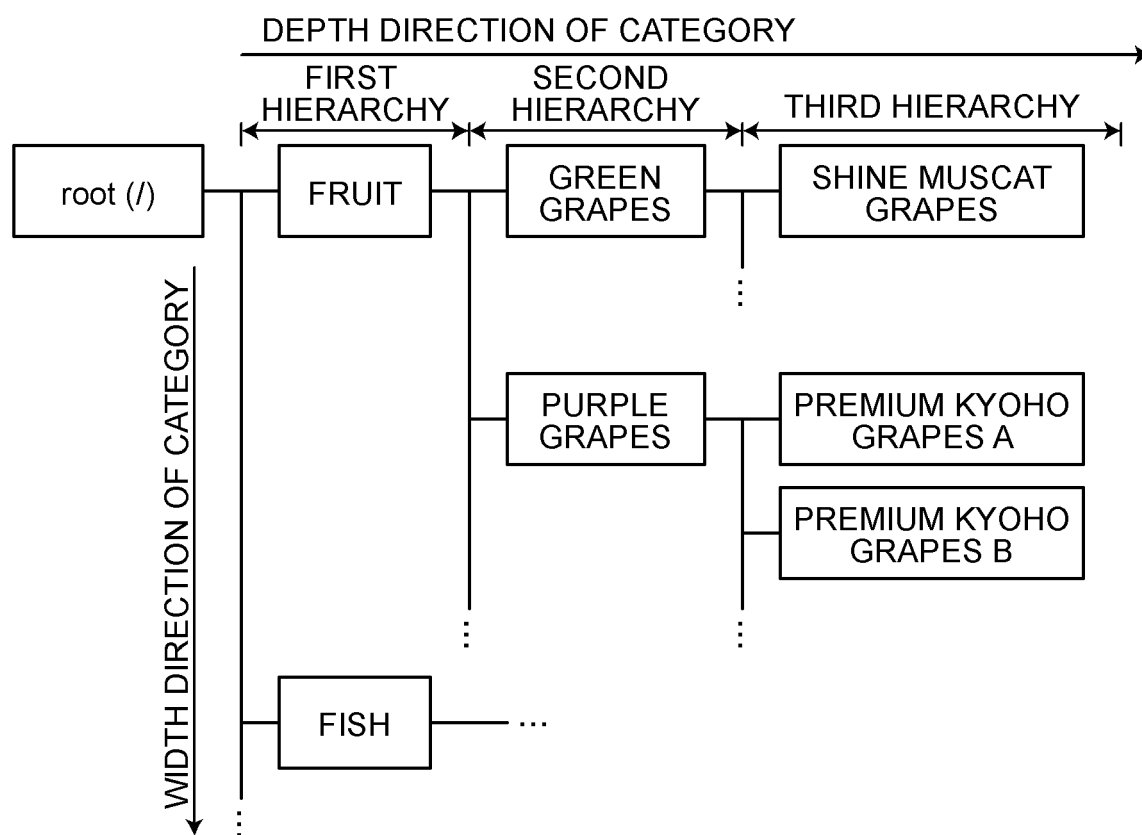 DEPTH DIRECTION OF CATEGORY
FIRST
HIERARCHY
SECOND
HIERARCHY
THIRD HIERARCHY
root (/)
FRUIT
GREEN
GRAPES
SHINE MUSCAT
GRAPES
WIDTH DIRECTION OF CATEGORY
PURPLE
GRAPES
PREMIUM KYOHO
GRAPES A
PREMIUM KYOHO
GRAPES B
FISH